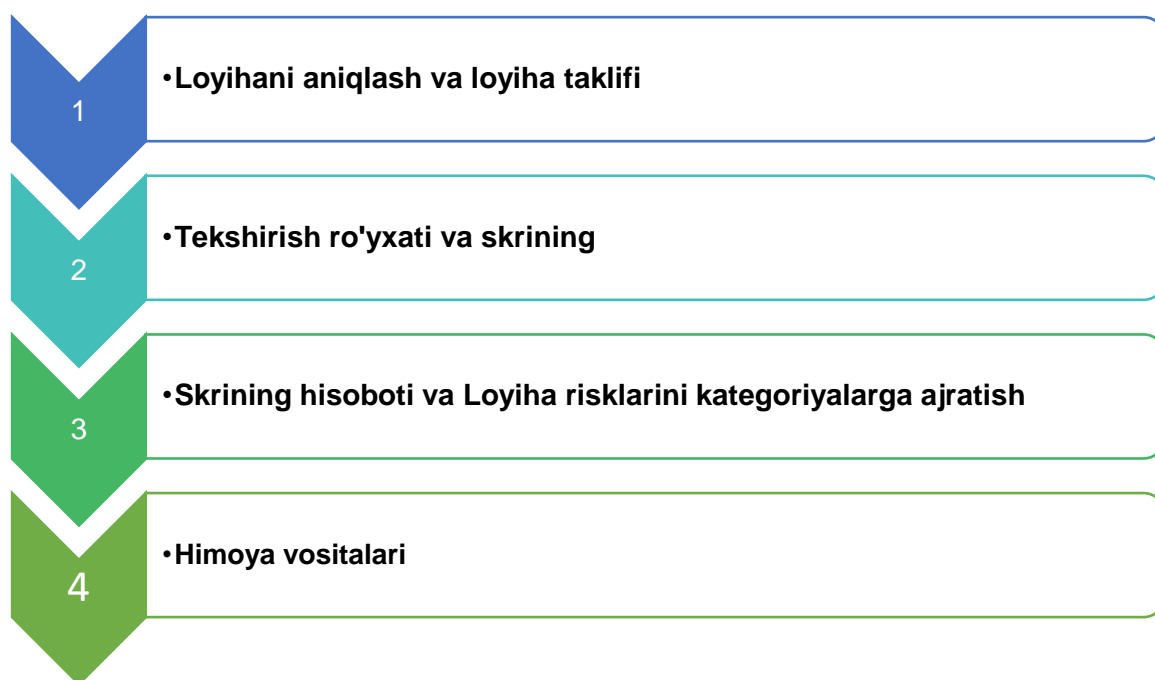 1
•Loyihani aniqlash va loyiha taklifi
2
•Tekshirish ro'yxati va skrining
3
•Skrining hisoboti va Loyiha risklarini kategoriyalarga ajratish
4
•Himoya vositalari